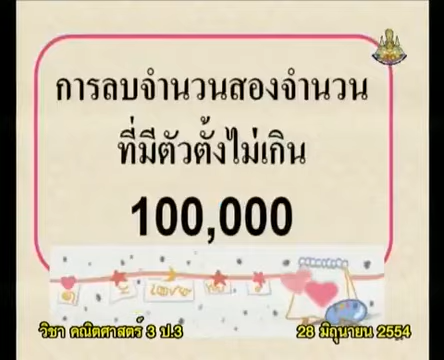 การลบจำนวนสองจำนวน
ที่มีตัวตั้งไม่เกิน
100,000
วิชา คณิตศาสตร์ 3 ป.3
28 มิถุนายน 2554